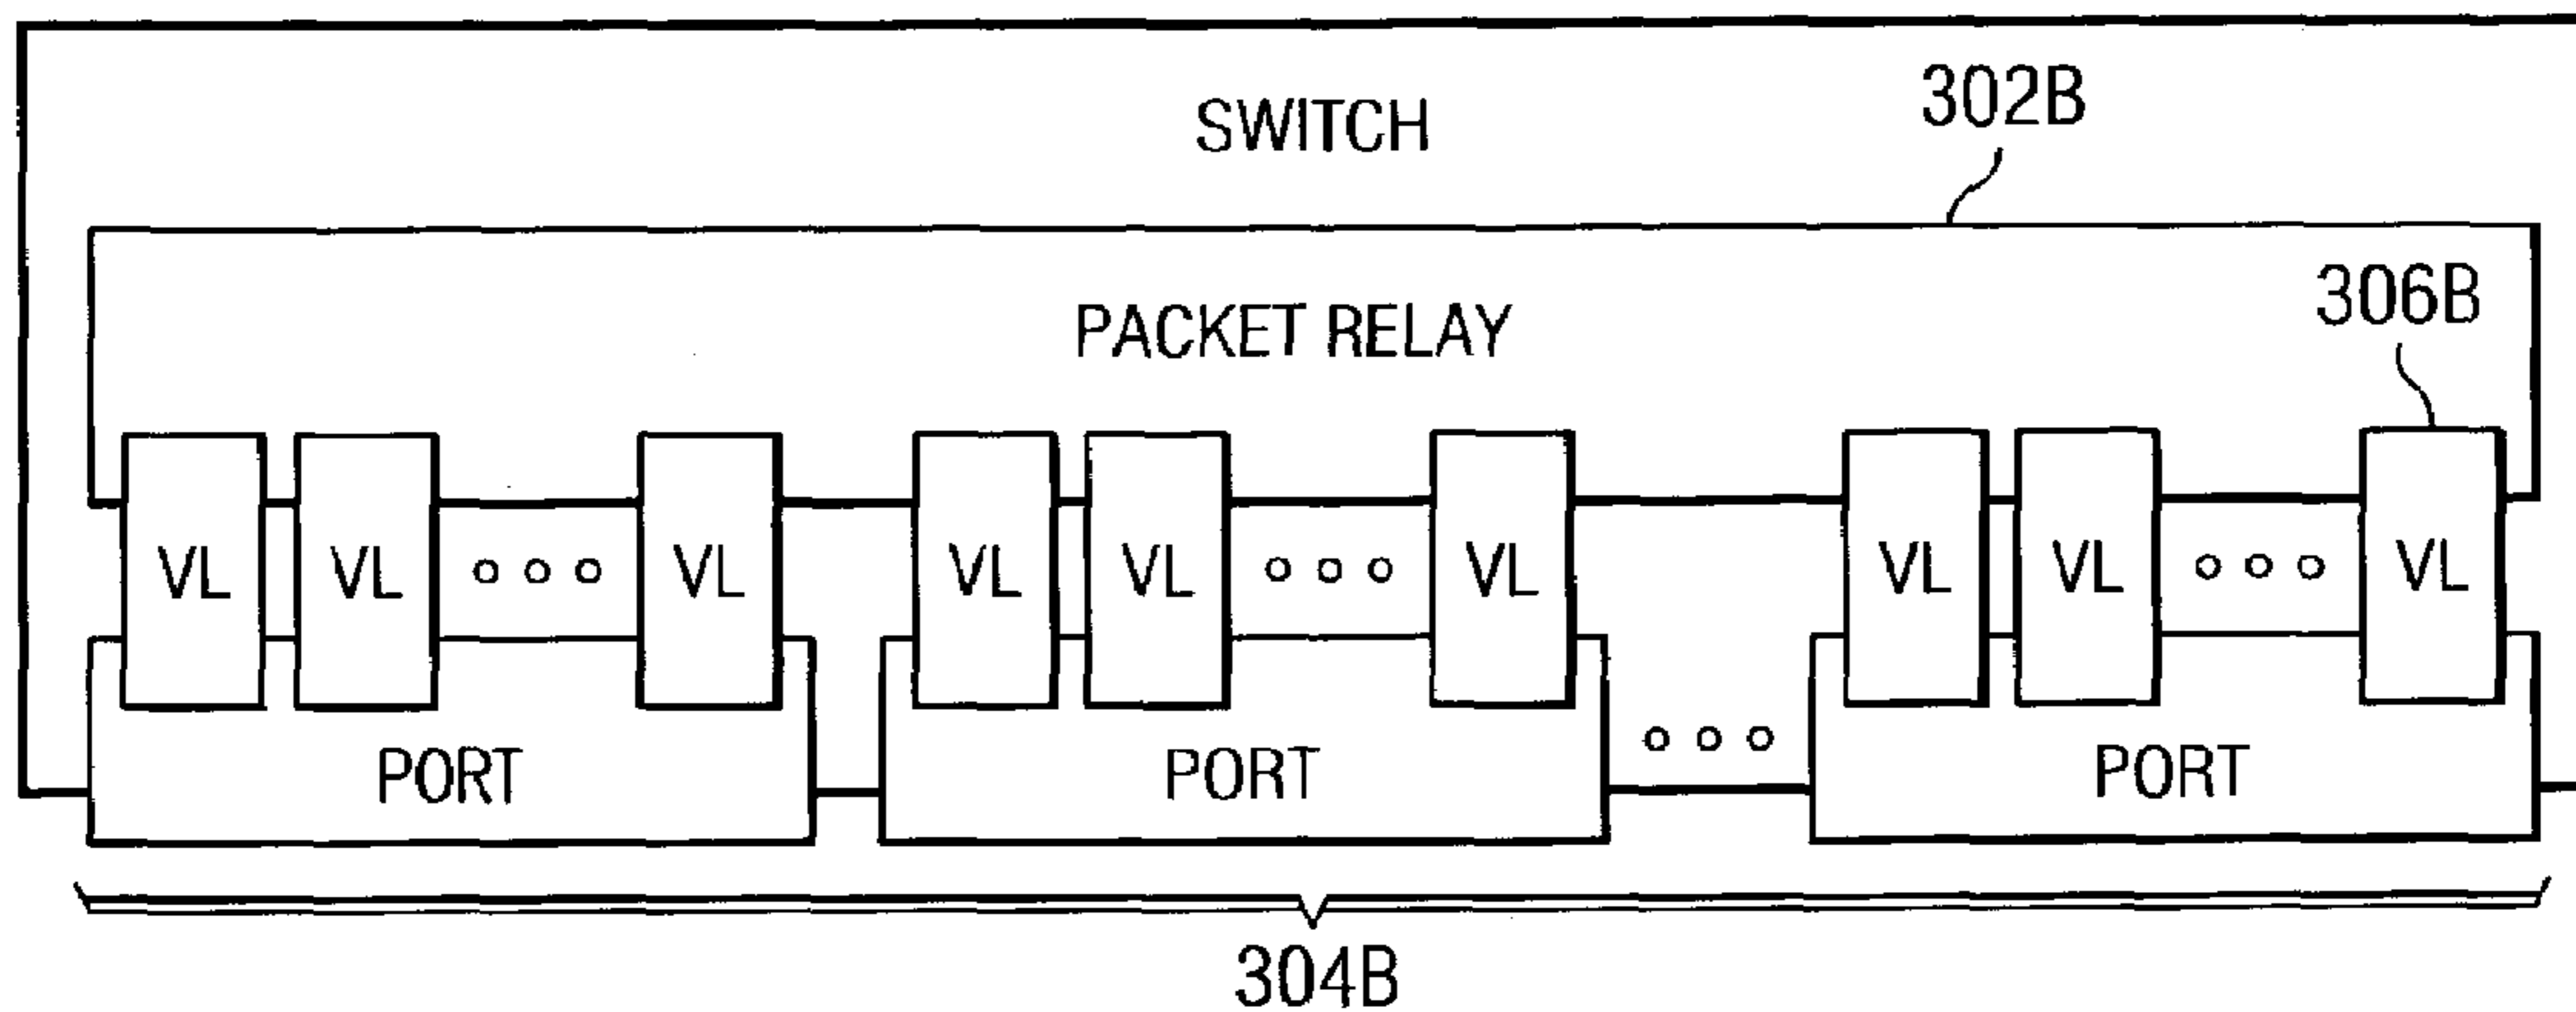 302B
SWITCH
306B
PACKET RELAY
VL VL VL VL VL VL VL VL VL
PORT PORT PORT
304B